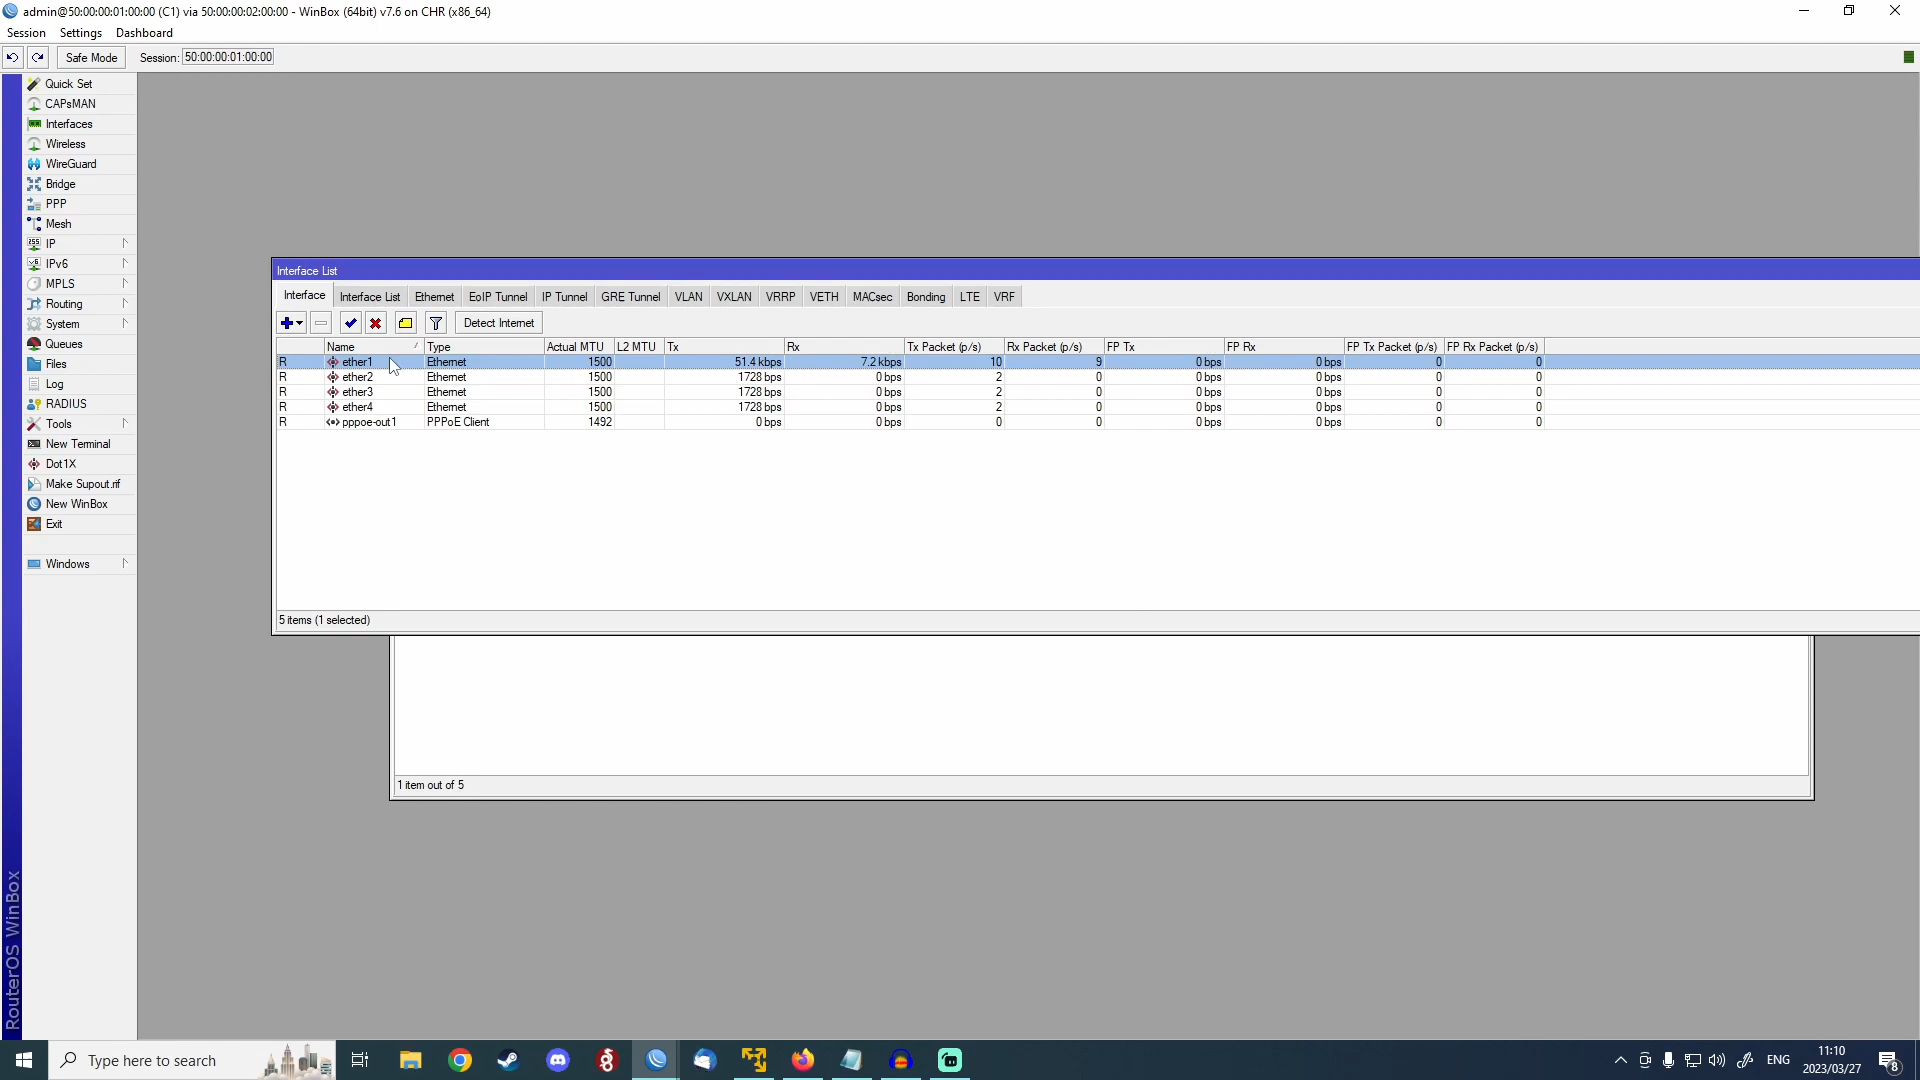 admin@50:00:00:01:00:00 (C1) via 50:00:00:02:00:00 - WinBox (64bit) v7.6 on CHR (x86_64)
Session Settings Dashboard
Safe Mode Session: 50:00:00:01:00:00
Quick Set
CAPsMAN
Interfaces
Wireless
WireGuard
Bridge
PPP
Mesh
IP
IPv6
MPLS
Routing
System
Queues
Files
Log
RADIUS
Tools
New Terminal
Dot1X
Make Supout.rif
New WinBox
Exit
Windows
RouterOS WinBox
Interface List
Interface Interface List Ethernet EoIP Tunnel IP Tunnel GRE Tunnel VLAN VXLAN VRRP VETH MACsec Bonding LTE VRF
Detect Internet
Name Type Actual MTU L2 MTU Tx Rx Tx Packet (p/s) Rx Packet (p/s) FP Tx FP Rx FP Tx Packet (p/s) FP Rx Packet (p/s)
R ether1 Ethernet 1500 51.4 kbps 7.2 kbps 10 9 0 bps 0 bps 0 0
R ether2 Ethernet 1500 1728 bps 0 bps 2 0 0 bps 0 bps 0 0
R ether3 Ethernet 1500 1728 bps 0 bps 2 0 0 bps 0 bps 0 0
R ether4 Ethernet 1500 1728 bps 0 bps 2 0 0 bps 0 bps 0 0
R pppoe-out1 PPPoE Client 1492 0 bps 0 bps 0 0 0 bps 0 bps 0 0
5 items (1 selected)
1 item out of 5
Type here to search
ENG
11:10
2023/03/27
8